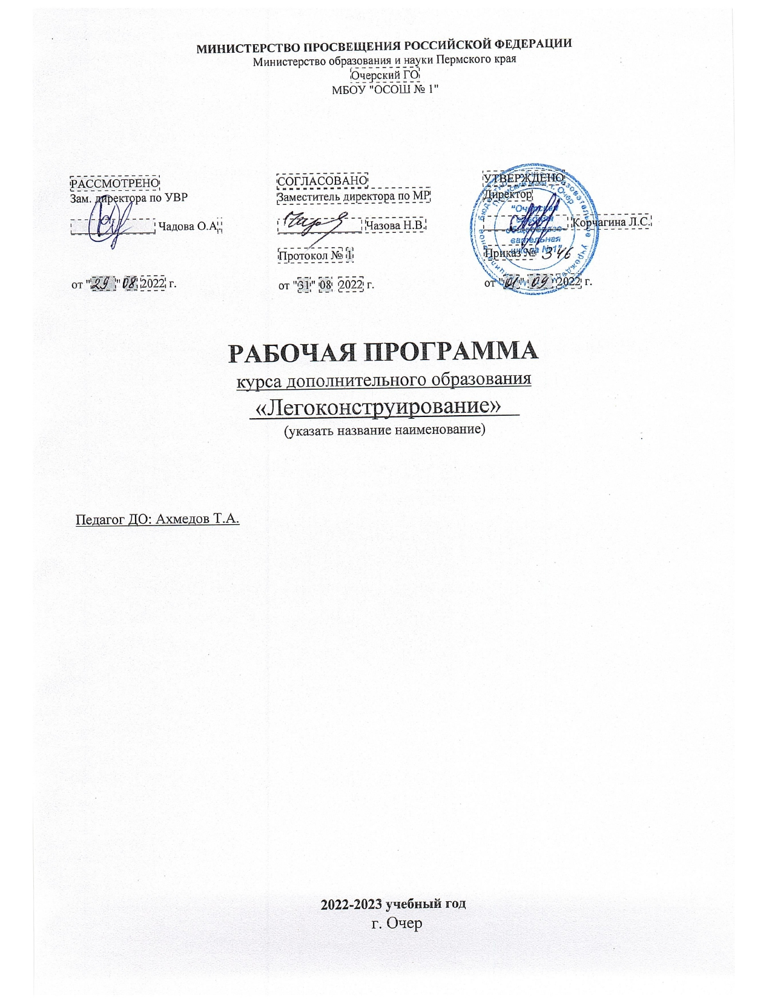 МИНИСТЕРСТВО ПРОСВЕЩЕНИЯ РОССИЙСКОЙ ФЕДЕРАЦИИ
Министерство образования и науки Пермского края
Очерский ГО
МБОУ "ОСОШ № 1"
РАССМОТРЕНО
Зам. директора по УВР
Чадова О.А.
от "29" 08 2022 г.
СОГЛАСОВАНО
Заместитель директора по МР
Чазова Н.В.
Протокол № 1
от "31" 08 2022 г.
УТВЕРЖДЕНО
Директор
Корчагина Л.С.
Приказ № 346
от "01" 09 2022 г.
"Очерская
средняя
общеобразо-
вательная
школа №1"
РАБОЧАЯ ПРОГРАММА
курса дополнительного образования
«Легоконструирование»
(указать название наименование)
Педагог ДО: Ахмедов Т.А.
2022-2023 учебный год
г. Очер